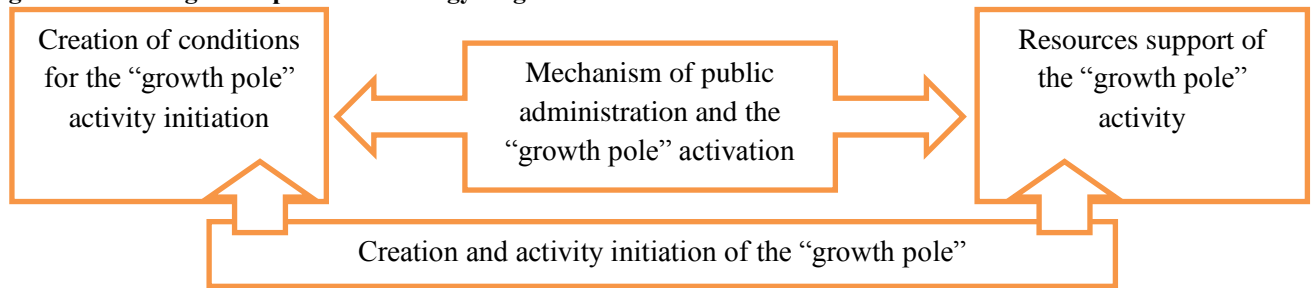 Creation of conditions
for the “growth pole”
activity initiation
Mechanism of public
administration and the
“growth pole” activation
Resources support of
the “growth pole”
activity
Creation and activity initiation of the “growth pole”